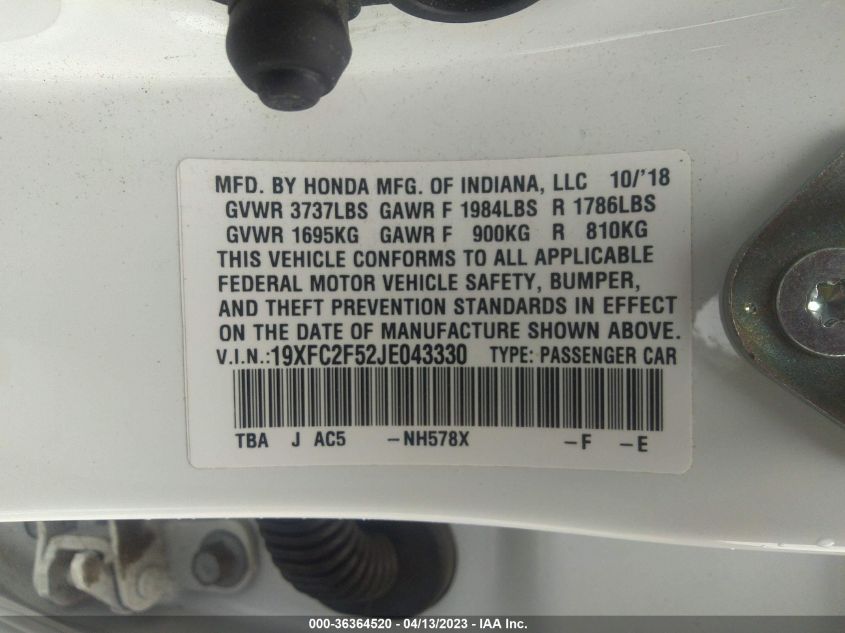 MFD. BY HONDA MFG. OF INDIANA, LLC 10/'18
GVWR 3737LBS GAWR F 1984LBS R 1786LBS
GVWR 1695KG GAWR F 900KG R 810KG
THIS VEHICLE CONFORMS TO ALL APPLICABLE
FEDERAL MOTOR VEHICLE SAFETY, BUMPER,
AND THEFT PREVENTION STANDARDS IN EFFECT
ON THE DATE OF MANUFACTURE SHOWN ABOVE.
V.I.N.:19XFC2F52JE043330 TYPE: PASSENGER CAR
TBA J AC5 -NH578X -F -E
000-36364520 - 04/13/2023 - IAA Inc.